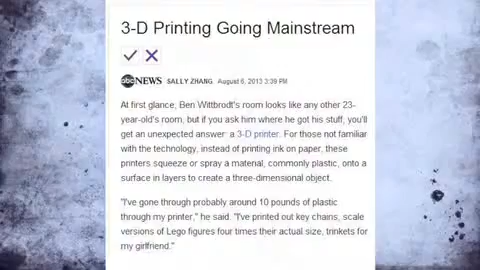 3-D Printing Going Mainstream
abc NEWS SALLY ZHANG August 6, 2013 3:39 PM
At first glance, Ben Wittbrodt's room looks like any other 23-
year-old's room, but if you ask him where he got his stuff, you'll
get an unexpected answer: a 3-D printer. For those not familiar
with the technology, instead of printing ink on paper, these
printers squeeze or spray a material, commonly plastic, onto a
surface in layers to create a three-dimensional object.
"I've gone through probably around 10 pounds of plastic
through my printer," he said. "I've printed out key chains, scale
versions of Lego figures four times their actual size, trinkets for
my girlfriend."